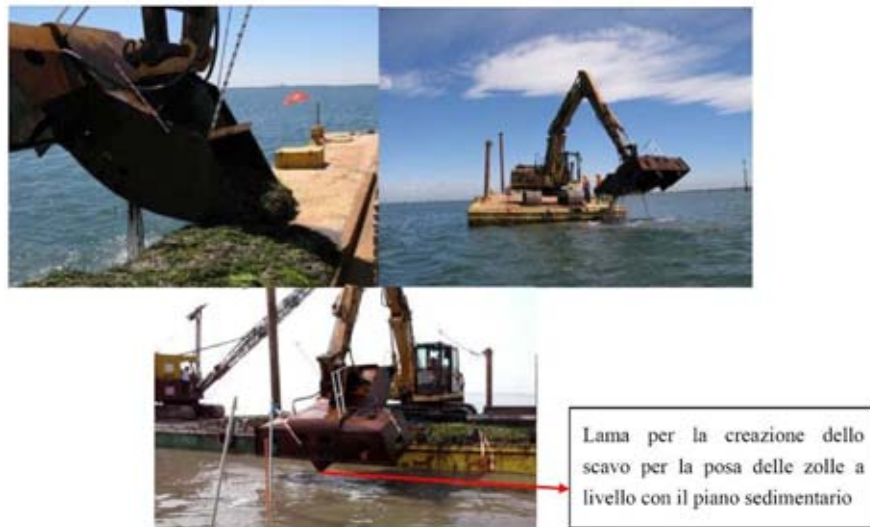 Lama per la creazione dello
scavo per la posa delle zolle a
livello con il piano sedimentario